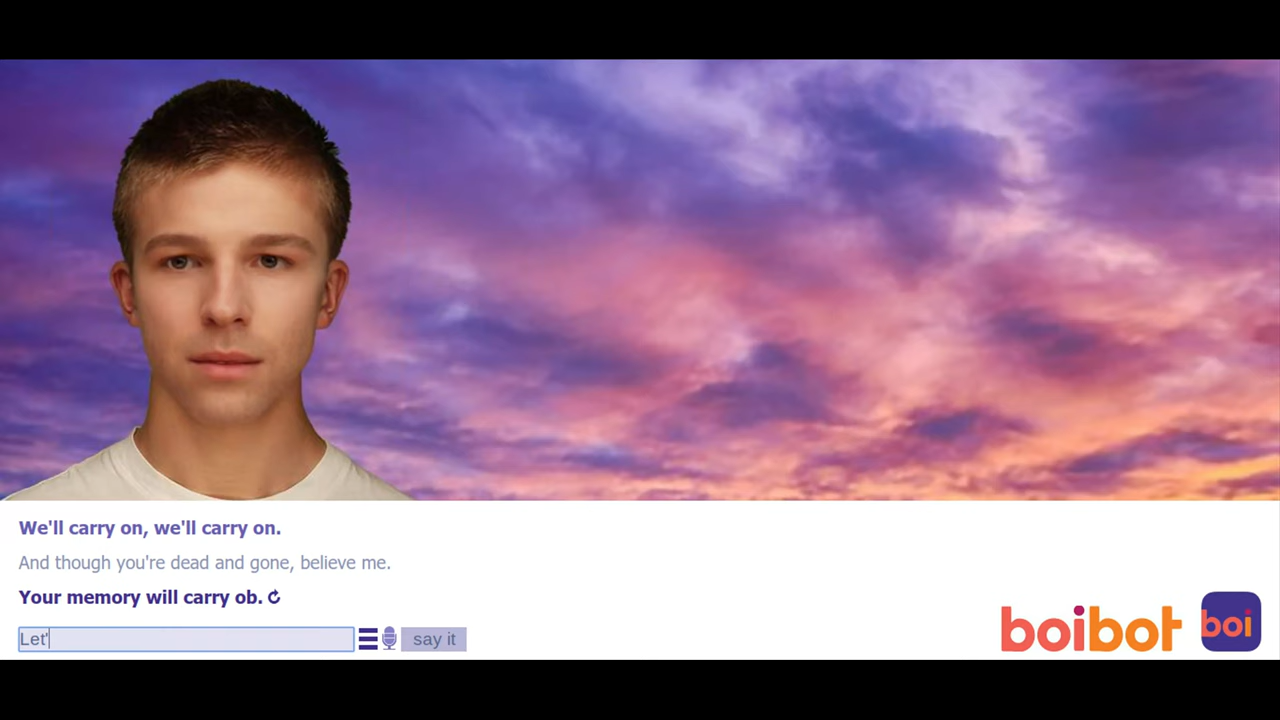 We'll carry on, we'll carry on.
And though you're dead and gone, believe me.
Your memory will carry ob.
Let'
say it
boibot
boi